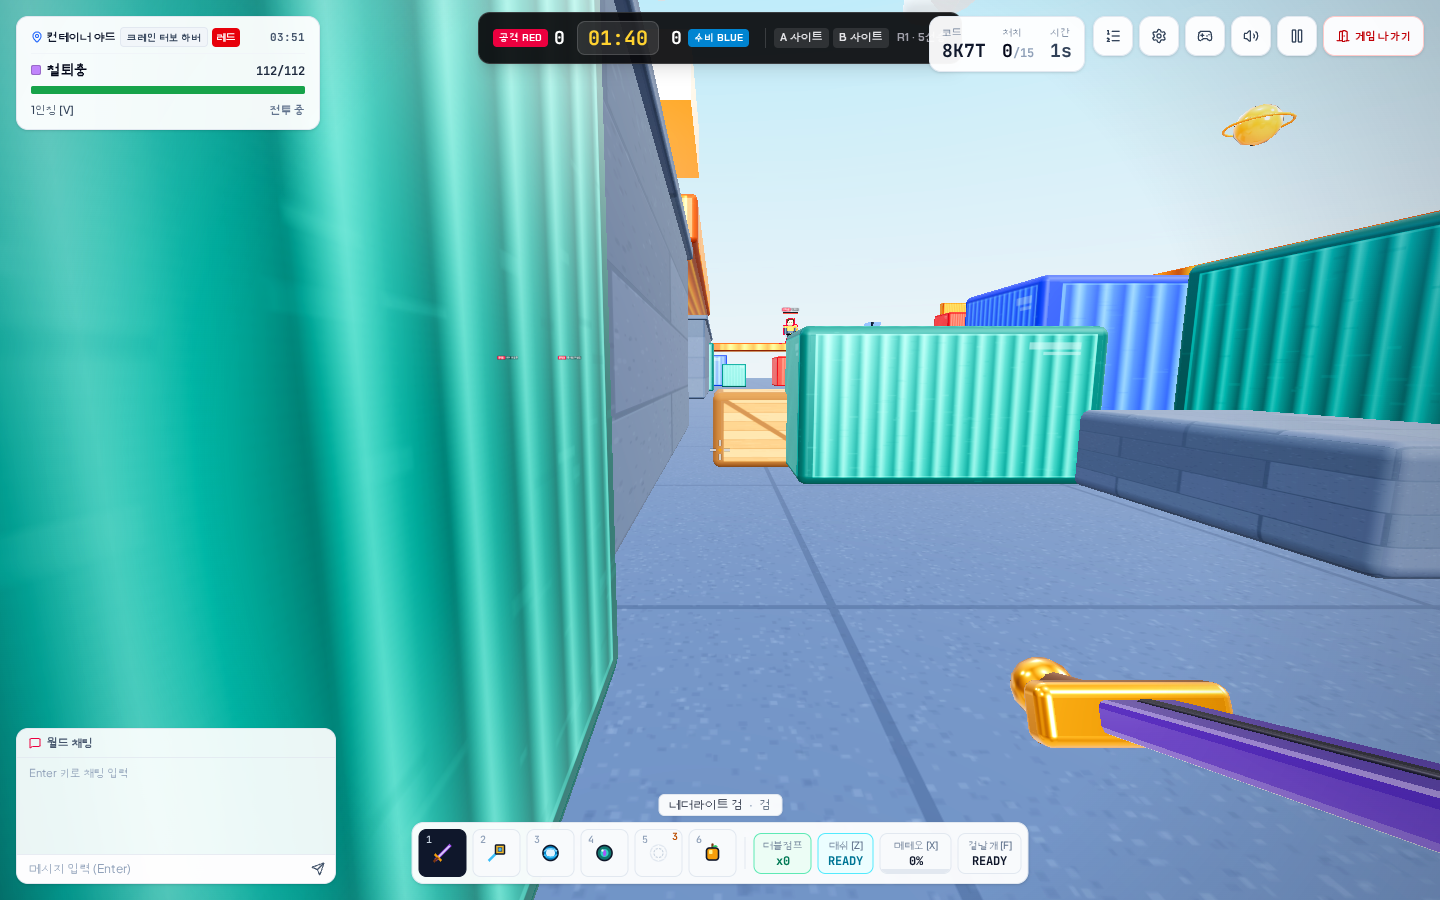 컨테이너 야드 크레인 터보 하버 레드 03:51
철퇴충 112/112
1인칭 [V] 전투 중
공격 RED 0 01:40 0 수비 BLUE A 사이트 B 사이트 R1 · 5
코드 처치 시간
8K7T 0/15 1s
게임 나가기
월드 채팅
Enter 키로 채팅 입력
메시지 입력 (Enter)
네더라이트 검 · 검
1 2 3 4 5 3 6
더블점프 대쉬 [Z] 메테오 [X] 겉날개 [F]
x0 READY 0% READY